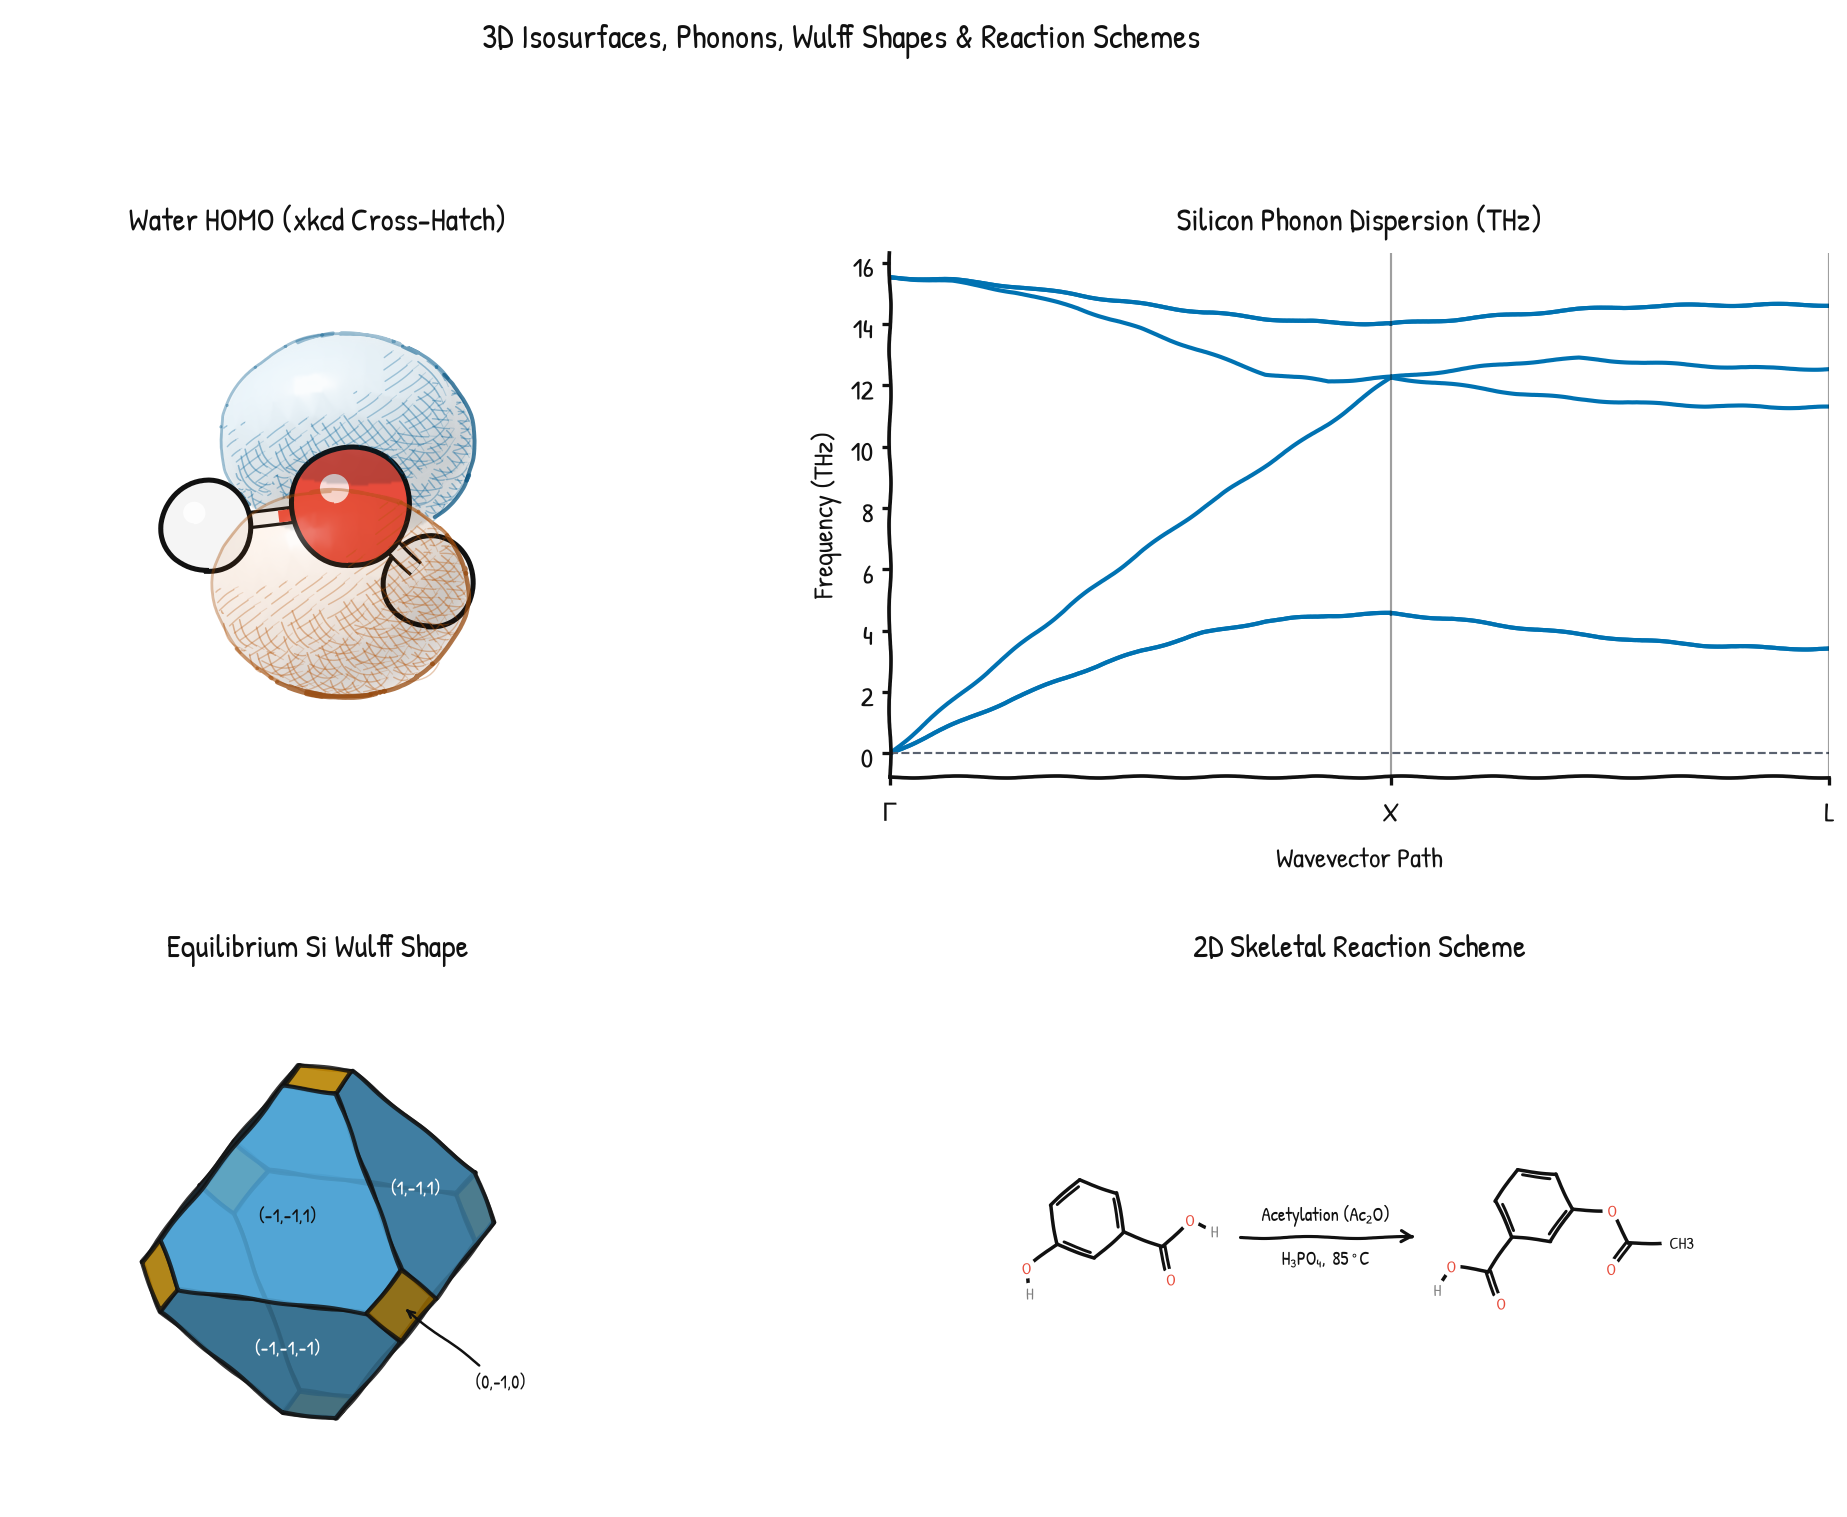 3D Isosurfaces, Phonons, Wulff Shapes & Reaction Schemes
Water HOMO (xkcd Cross-Hatch)
Silicon Phonon Dispersion (THz)
16
14
12
10
8
6
4
2
0
Frequency (THz)
Γ
X
L
Wavevector Path
Equilibrium Si Wulff Shape
(1,-1,1)
(-1,-1,1)
(-1,-1,-1)
(0,-1,0)
2D Skeletal Reaction Scheme
O
H
O
H
O
Acetylation (Ac₂O)
H₃PO₄, 85°C
O
CH3
O
O
H
O